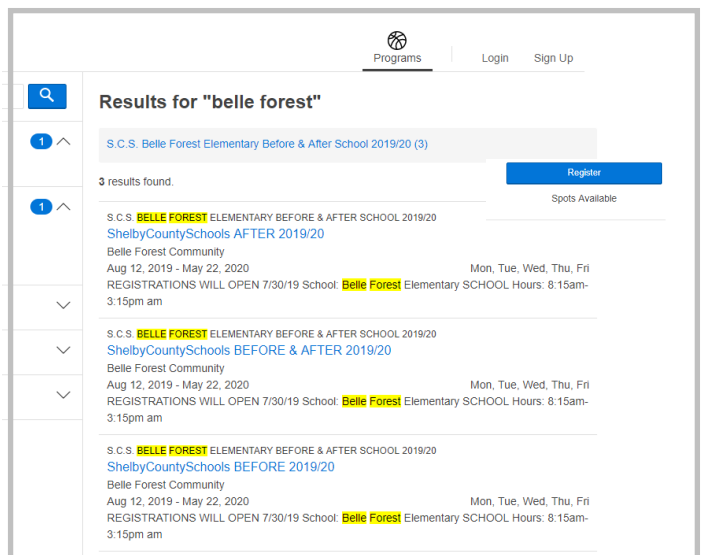 Programs
Login
Sign Up
Results for "belle forest"
1
S.C.S. Belle Forest Elementary Before & After School 2019/20 (3)
3 results found.
Register
Spots Available
1
S.C.S. BELLE FOREST ELEMENTARY BEFORE & AFTER SCHOOL 2019/20
ShelbyCountySchools AFTER 2019/20
Belle Forest Community
Aug 12, 2019 - May 22, 2020 Mon, Tue, Wed, Thu, Fri
REGISTRATIONS WILL OPEN 7/30/19 School: Belle Forest Elementary SCHOOL Hours: 8:15am-
3:15pm am
S.C.S. BELLE FOREST ELEMENTARY BEFORE & AFTER SCHOOL 2019/20
ShelbyCountySchools BEFORE & AFTER 2019/20
Belle Forest Community
Aug 12, 2019 - May 22, 2020 Mon, Tue, Wed, Thu, Fri
REGISTRATIONS WILL OPEN 7/30/19 School: Belle Forest Elementary SCHOOL Hours: 8:15am-
3:15pm am
S.C.S. BELLE FOREST ELEMENTARY BEFORE & AFTER SCHOOL 2019/20
ShelbyCountySchools BEFORE 2019/20
Belle Forest Community
Aug 12, 2019 - May 22, 2020 Mon, Tue, Wed, Thu, Fri
REGISTRATIONS WILL OPEN 7/30/19 School: Belle Forest Elementary SCHOOL Hours: 8:15am-
3:15pm am